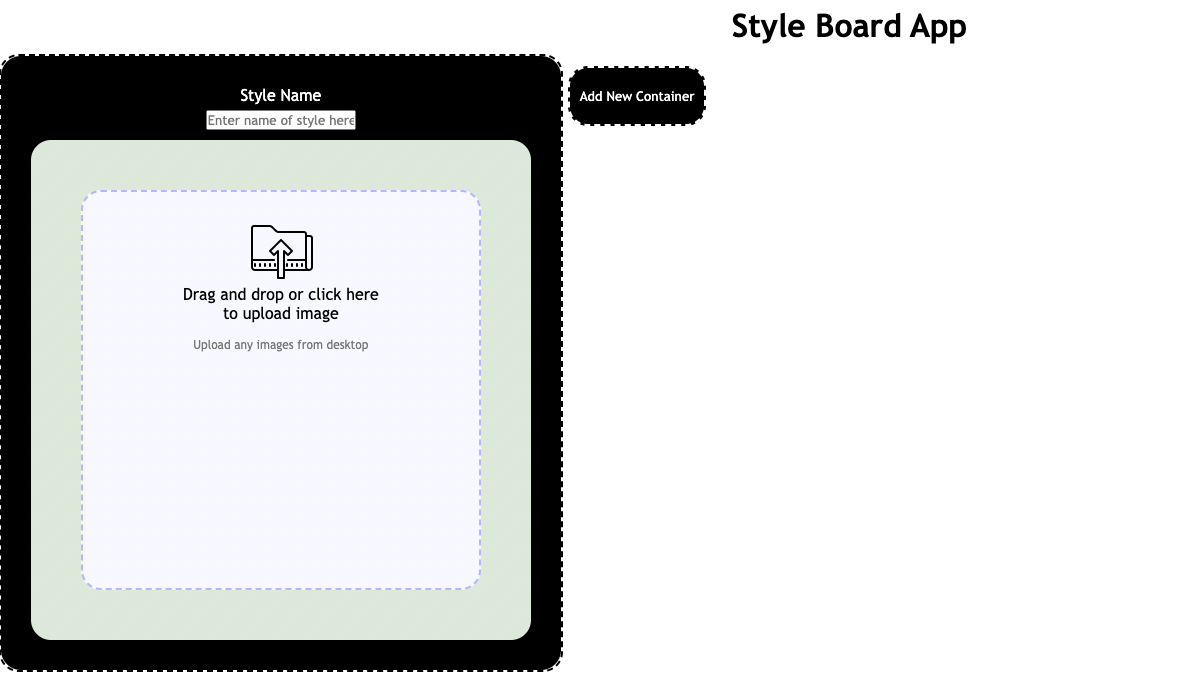 Style Board App
Style Name
Enter name of style here
Add New Container
Drag and drop or click here
to upload image
Upload any images from desktop